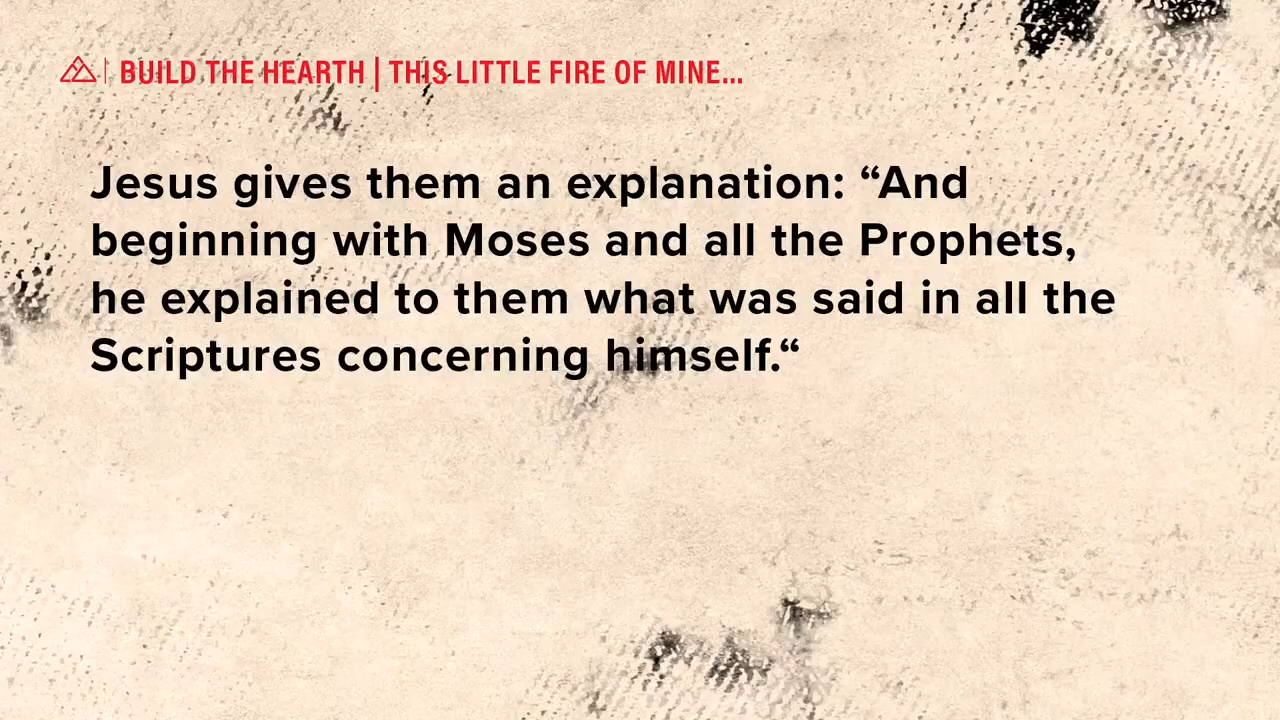 BUILD THE HEARTH | THIS LITTLE FIRE OF MINE...
Jesus gives them an explanation: “And
beginning with Moses and all the Prophets,
he explained to them what was said in all the
Scriptures concerning himself.“